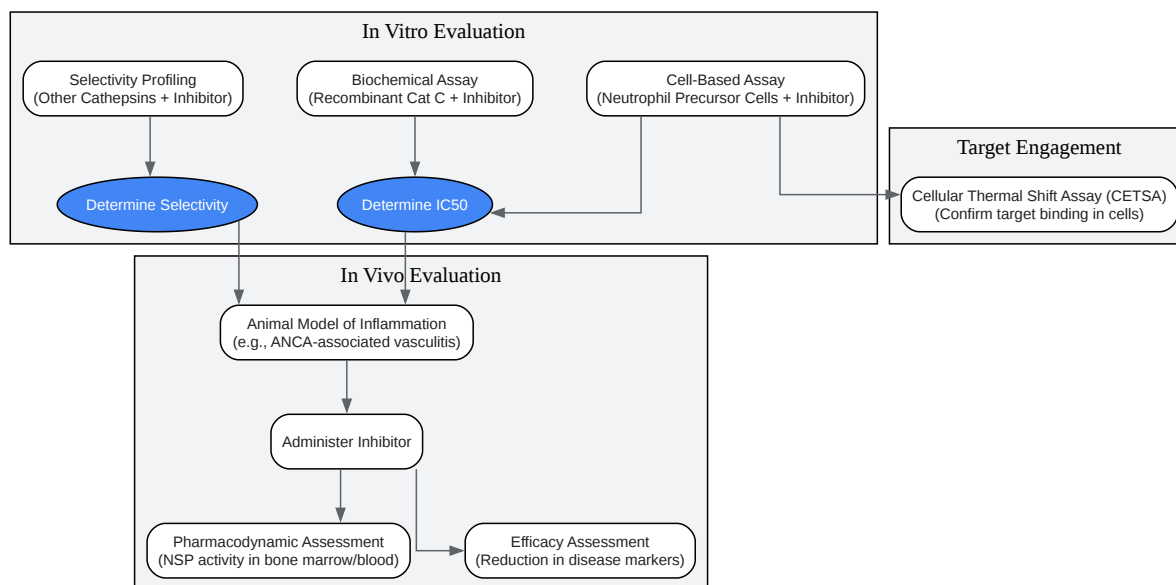 In Vitro Evaluation
Selectivity Profiling
(Other Cathepsins + Inhibitor)
Biochemical Assay
(Recombinant Cat C + Inhibitor)
Cell-Based Assay
(Neutrophil Precursor Cells + Inhibitor)
Determine Selectivity
Determine IC50
Target Engagement
Cellular Thermal Shift Assay (CETSA)
(Confirm target binding in cells)
In Vivo Evaluation
Animal Model of Inflammation
(e.g., ANCA-associated vasculitis)
Administer Inhibitor
Pharmacodynamic Assessment
(NSP activity in bone marrow/blood)
Efficacy Assessment
(Reduction in disease markers)